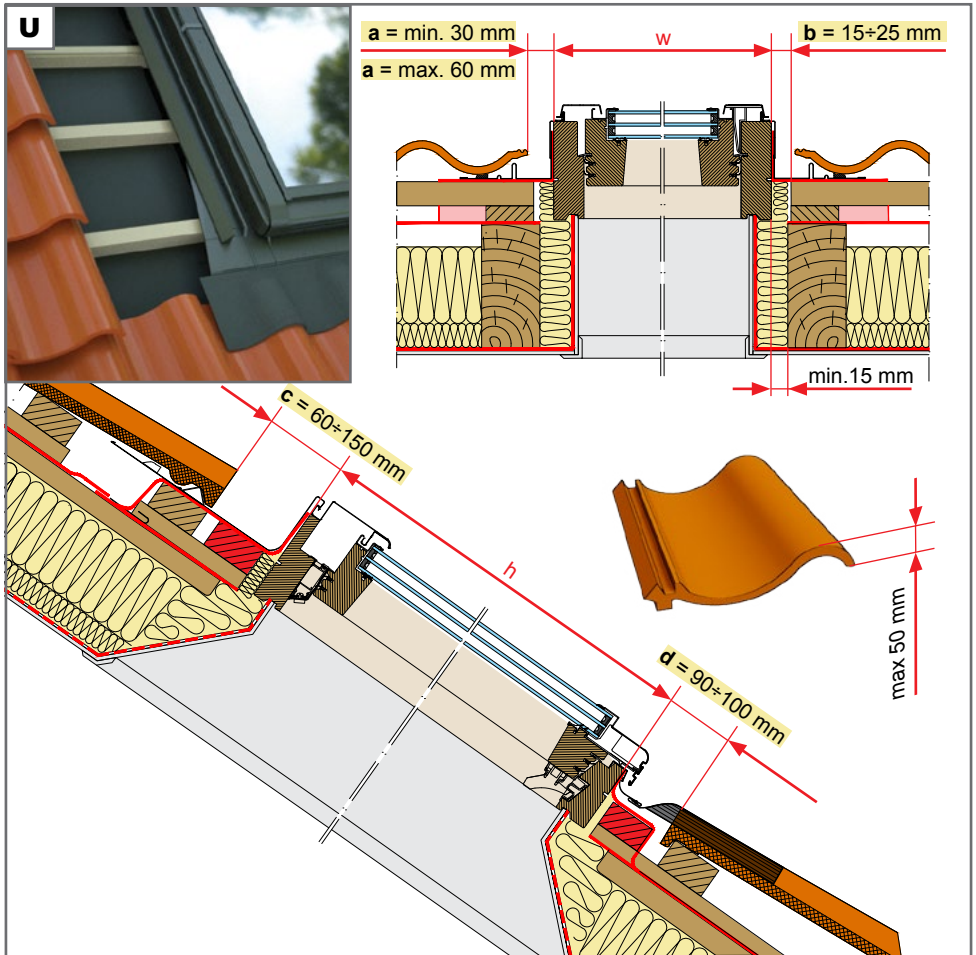 U
a = min. 30 mm
a = max. 60 mm
w
b = 15÷25 mm
min.15 mm
c = 60÷150 mm
h
d = 90÷100 mm
max 50 mm